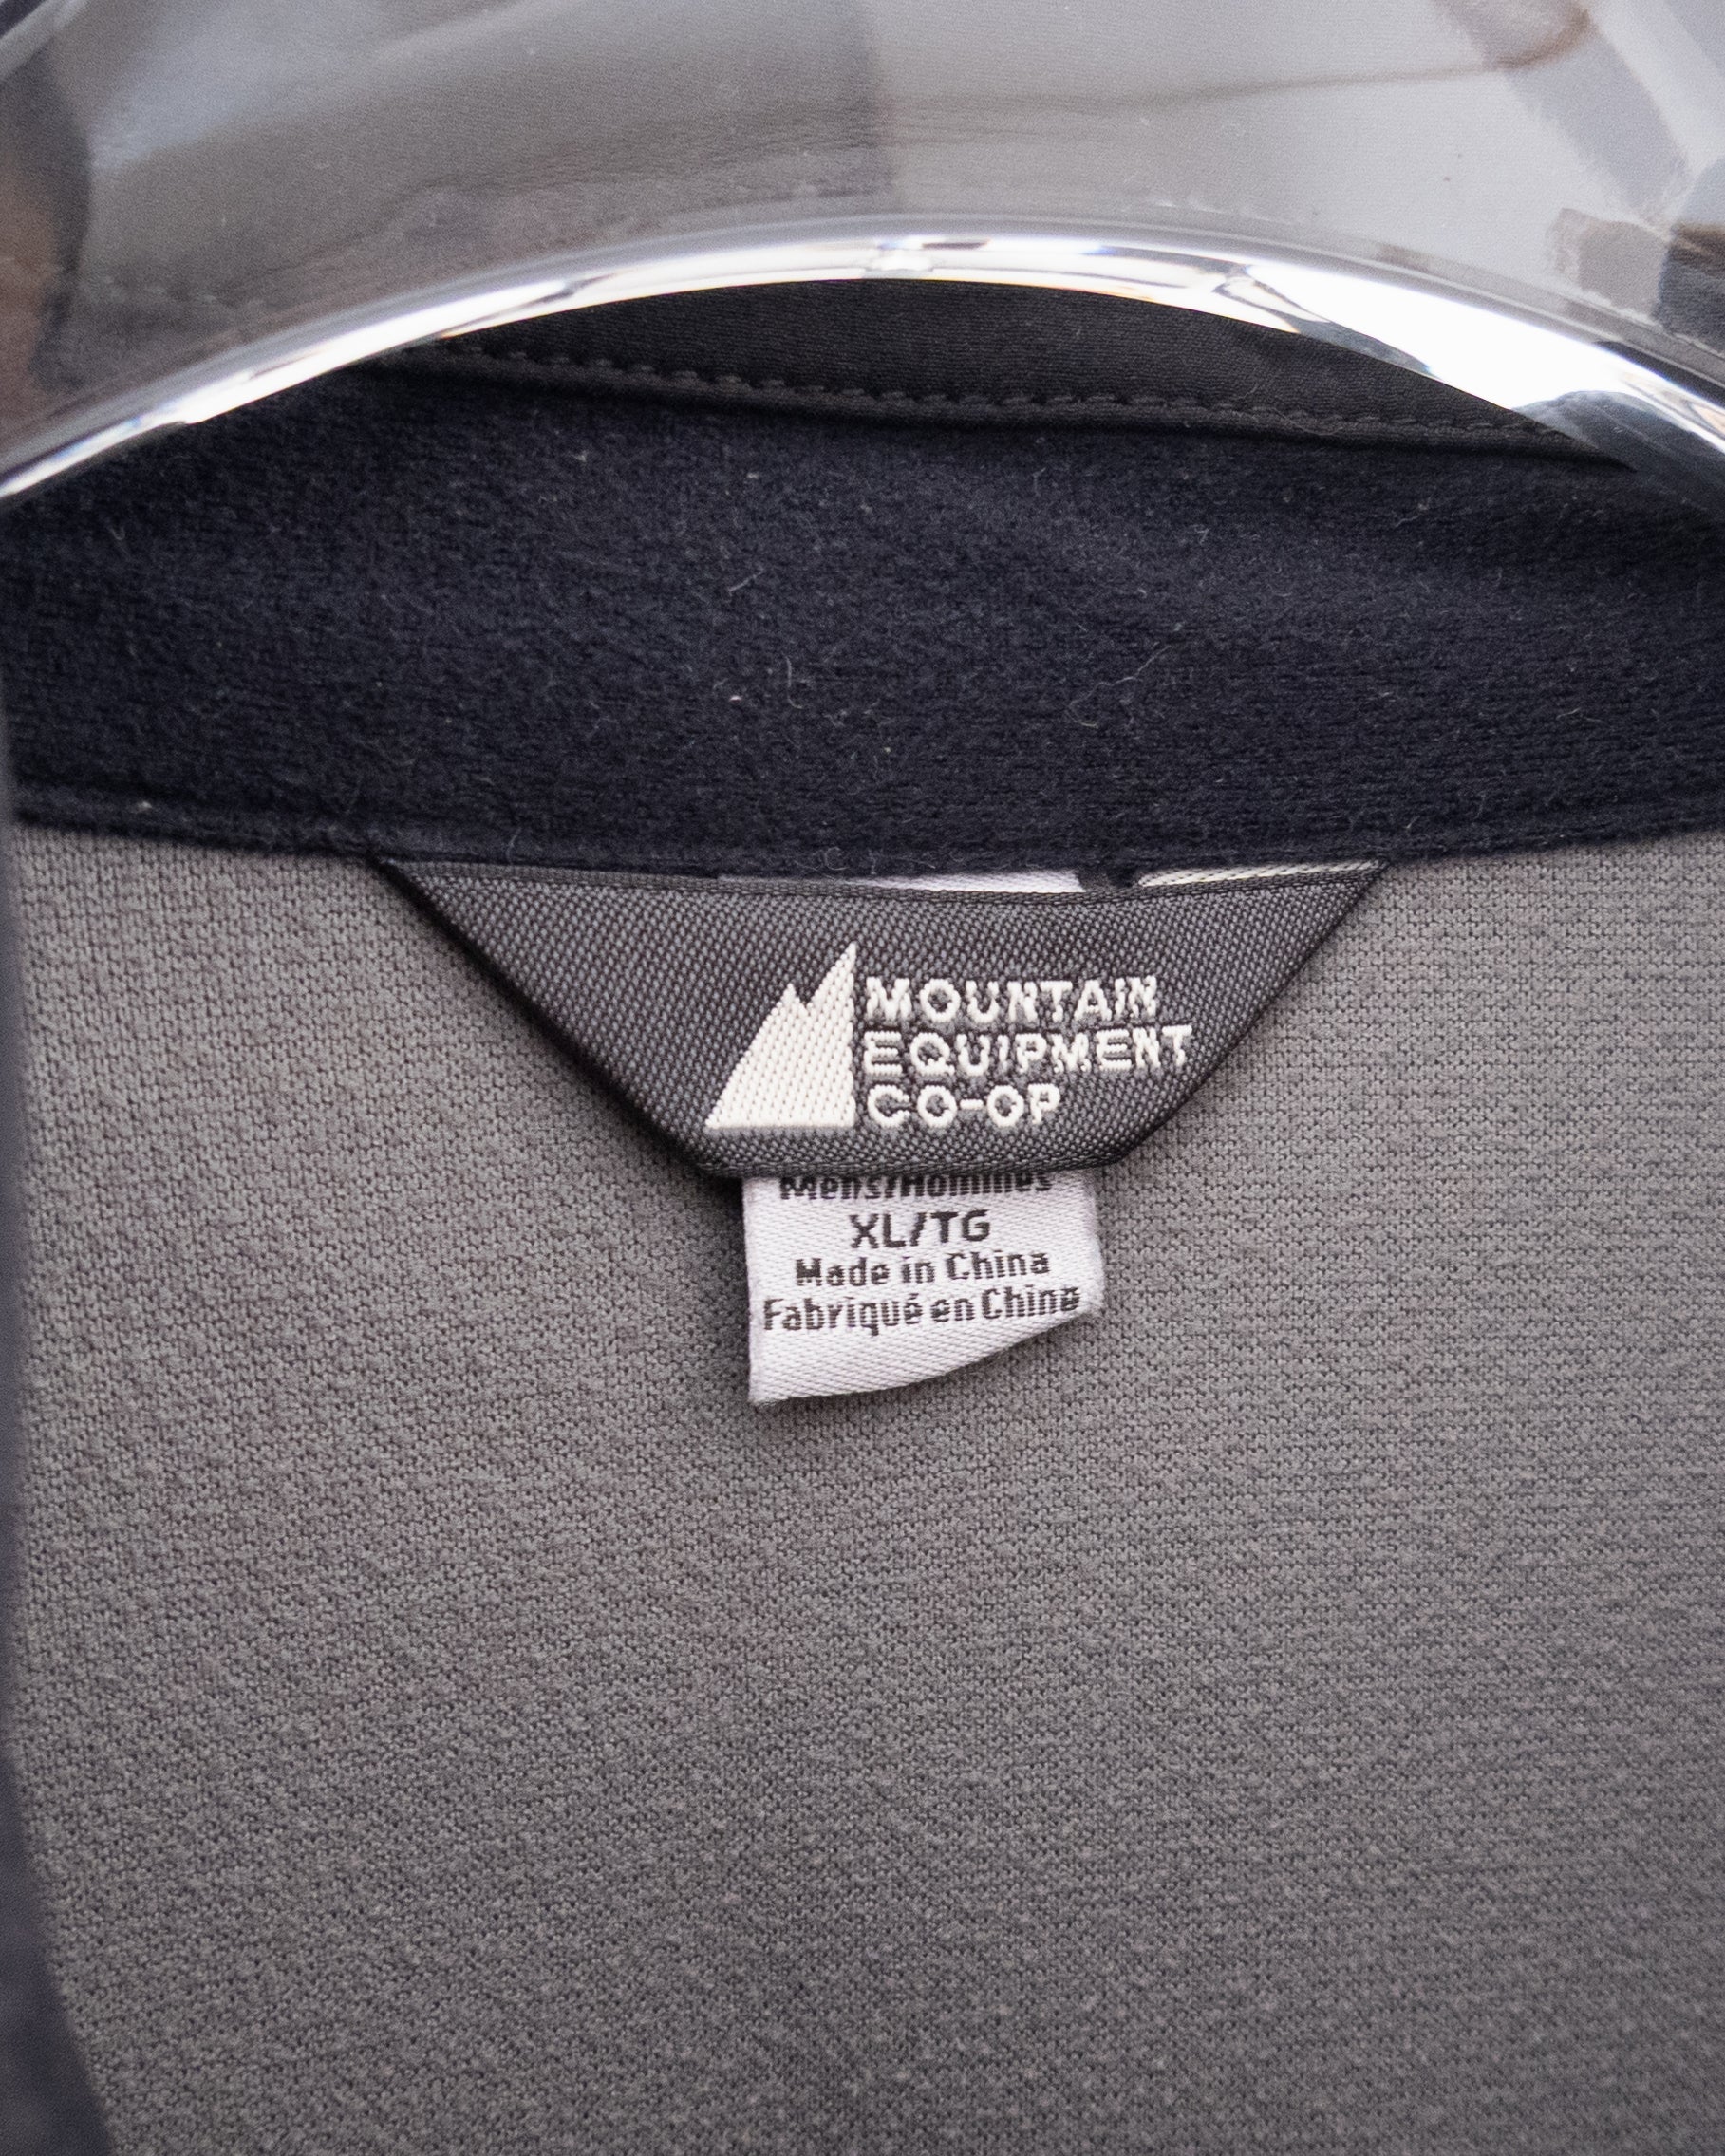 MOUNTAIN
EQUIPMENT
CO-OP
Mens/Hommes
XL/TG
Made in China
Fabriqué en Chine